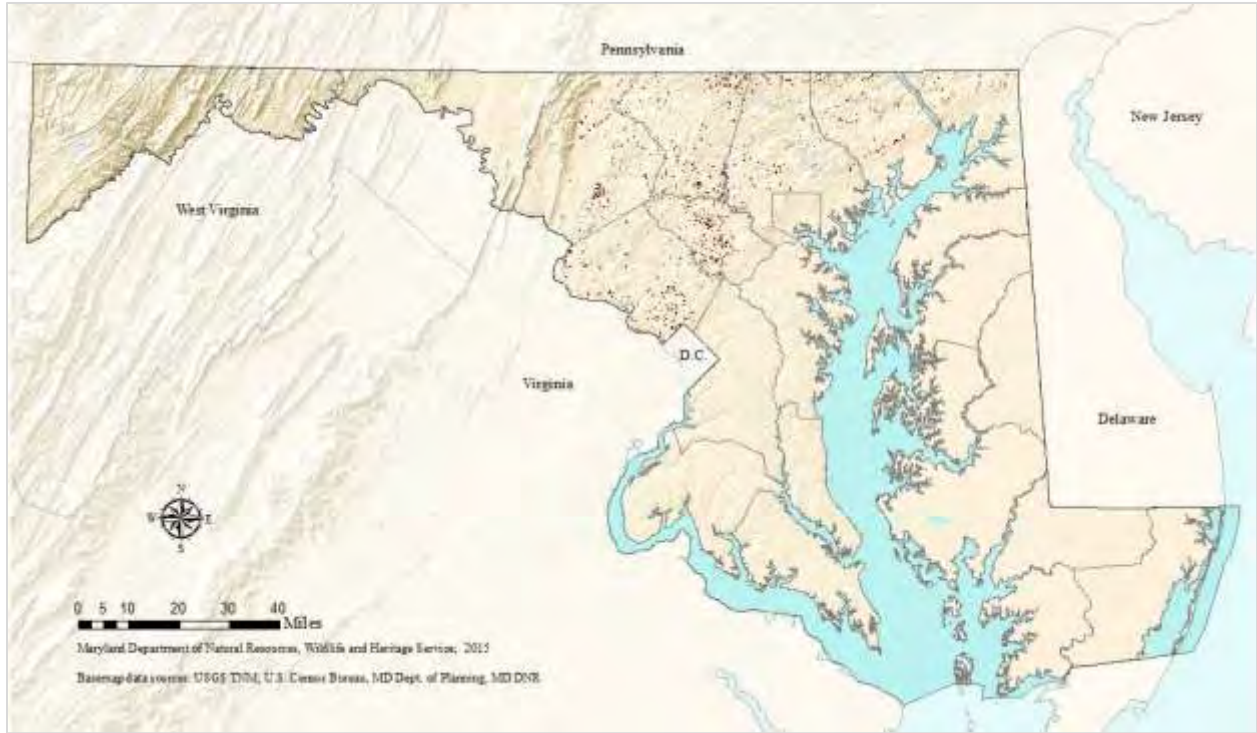 Pennsylvania
New Jersey
West Virginia
D.C.
Virginia
Delaware
N
W E
S
0 5 10 20 30 40
Miles
Maryland Department of Natural Resources, Wildlife and Heritage Service, 2015
Basemap data sources: USGS TNM, U.S. Census Bureau, MD Dept. of Planning, MD DNR